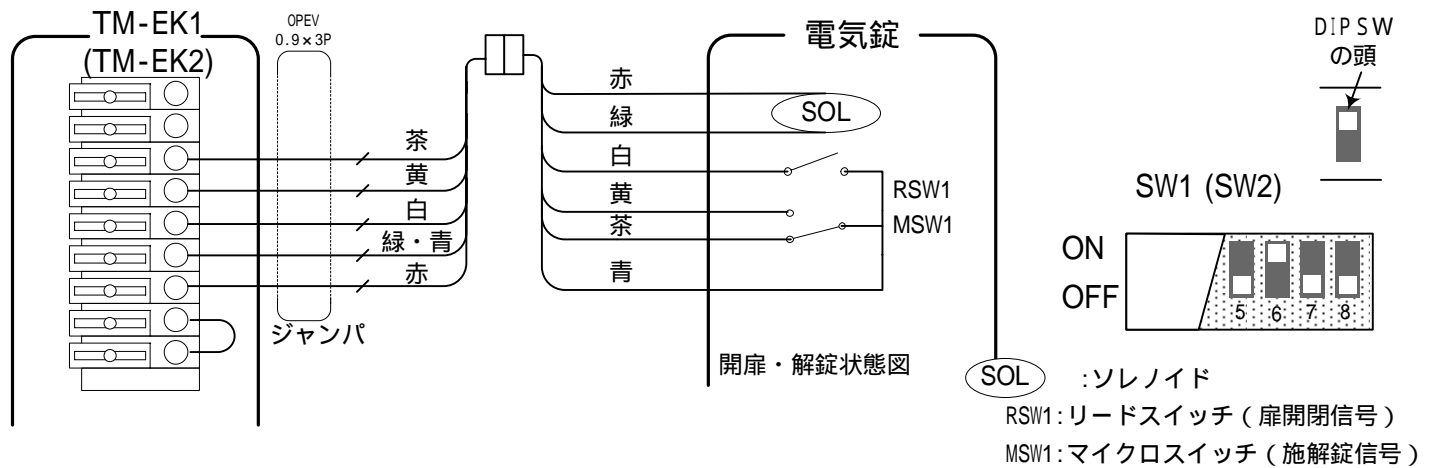 TM-EK1
(TM-EK2)
OPEV
0.9×3P
茶
黄
白
緑・青
赤
ジャンパ
電気錠
赤
緑
白
黄
茶
青
SOL
RSW1
MSW1
開扉・解錠状態図
DIPSW
の頭
SW1 (SW2)
ON
OFF
5 6 7 8
SOL :ソレノイド
RSW1:リードスイッチ(扉開閉信号)
MSW1:マイクロスイッチ(施解錠信号)